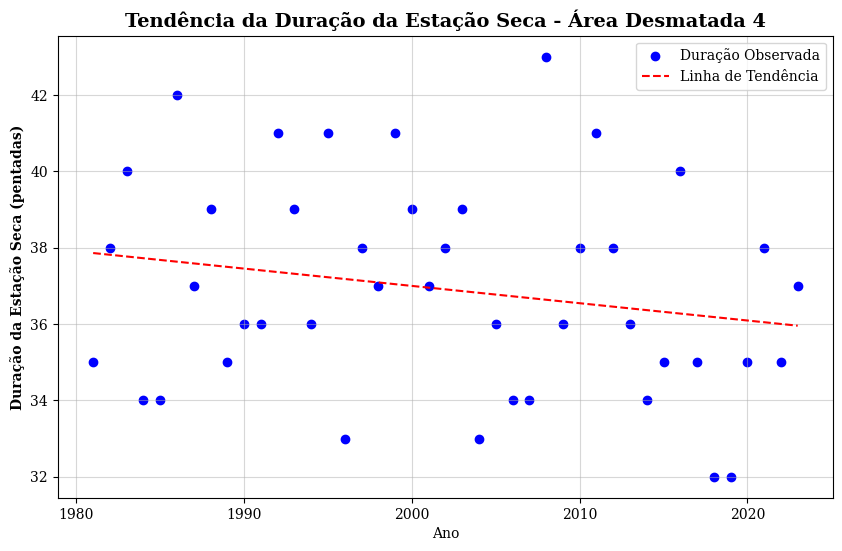 Tendência da Duração da Estação Seca - Área Desmatada 4
Duração Observada
Linha de Tendência
Duração da Estação Seca (pentadas)
42
40
38
36
34
32
1980
1990
2000
2010
2020
Ano